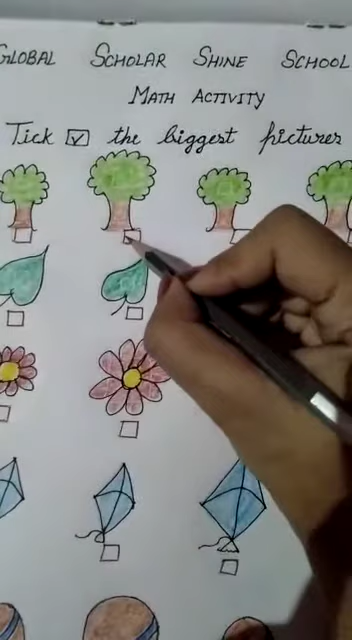 GLOBAL SCHOLAR SHINE SCHOOL
MATH ACTIVITY
Tick ☑ the biggest pictures